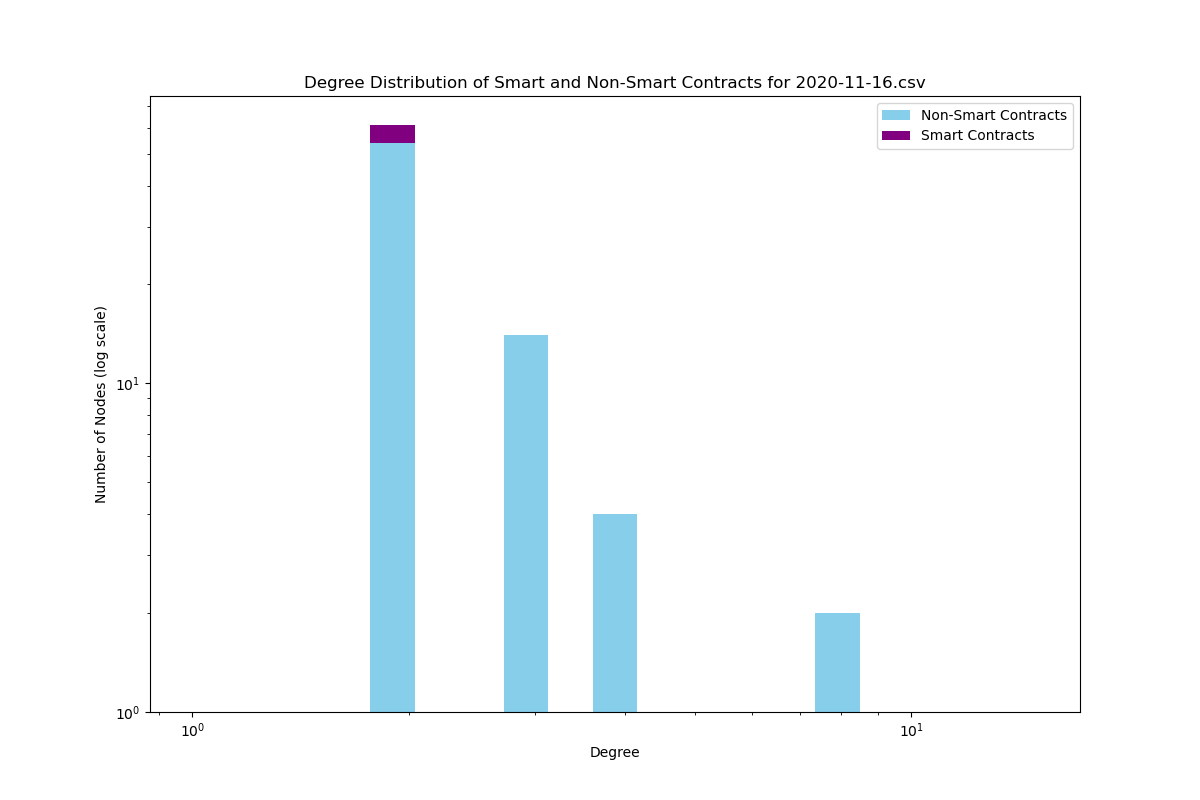 Degree Distribution of Smart and Non-Smart Contracts for 2020-11-16.csv
Non-Smart Contracts
Smart Contracts
Number of Nodes (log scale)
10¹
10⁰
10⁰
10¹
Degree